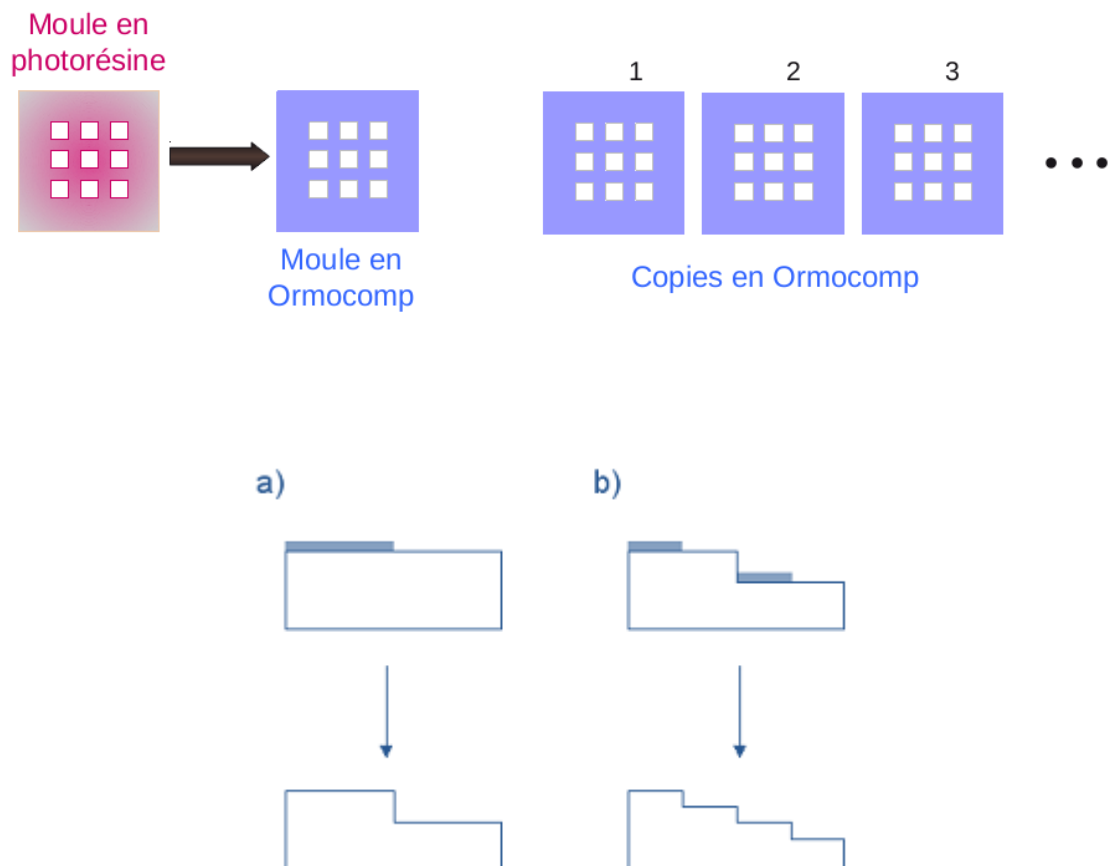 Moule en
photorésine
1 2 3
Moule en
Ormocomp
Copies en Ormocomp
a) b)